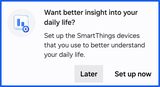 Want better insight into your
daily life?
Set up the SmartThings devices
that you use to better understand
your daily life.
Later
Set up now